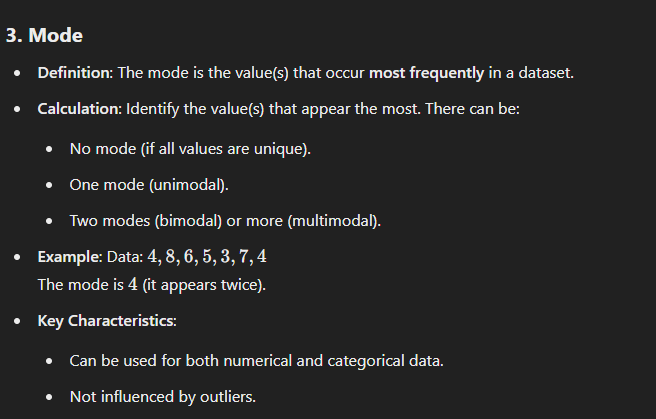 3. Mode
• Definition: The mode is the value(s) that occur most frequently in a dataset.
• Calculation: Identify the value(s) that appear the most. There can be:
• No mode (if all values are unique).
• One mode (unimodal).
• Two modes (bimodal) or more (multimodal).
• Example: Data: 4, 8, 6, 5, 3, 7, 4
The mode is 4 (it appears twice).
• Key Characteristics:
• Can be used for both numerical and categorical data.
• Not influenced by outliers.